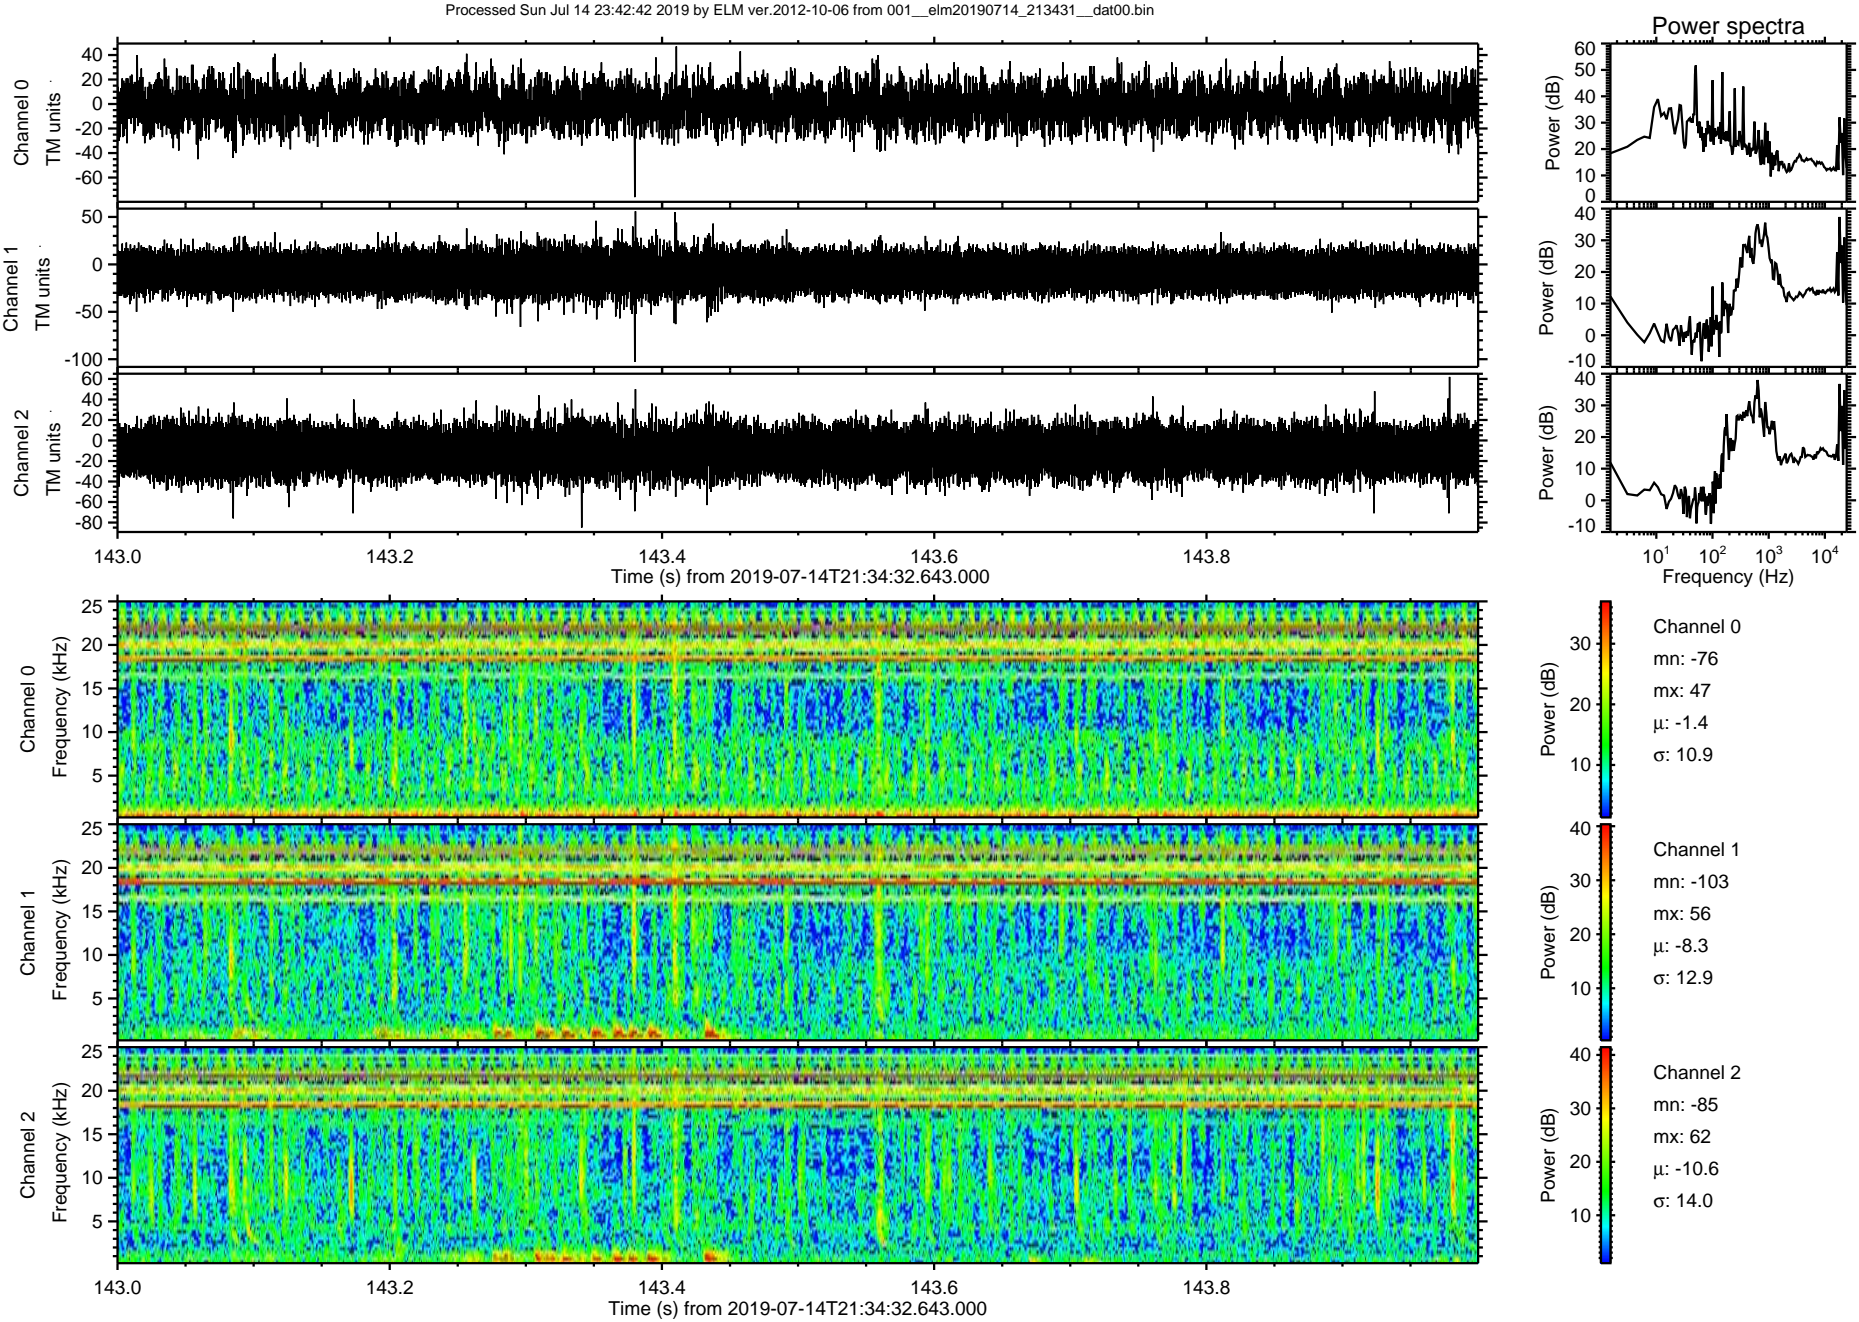 Processed Sun Jul 14 23:42:42 2019 by ELM ver.2012-10-06 from 001__elm20190714_213431__dat00.bin
Power spectra
Channel 0
TM units
40
20
0
-20
-40
-60
Power (dB)
60
50
40
30
20
10
0
Channel 1
TM units
50
0
-50
-100
Power (dB)
40
30
20
10
0
-10
Channel 2
TM units
60
40
20
0
-20
-40
-60
-80
Power (dB)
40
30
20
10
0
-10
143.0 143.2 143.4 143.6 143.8
Time (s) from 2019-07-14T21:34:32.643.000
10¹ 10² 10³ 10⁴
Frequency (Hz)
Channel 0
Frequency (kHz)
25
20
15
10
5
Power (dB)
30
20
10
Channel 0
mn: -76
mx: 47
μ: -1.4
σ: 10.9
Channel 1
Frequency (kHz)
25
20
15
10
5
Power (dB)
40
30
20
10
Channel 1
mn: -103
mx: 56
μ: -8.3
σ: 12.9
Channel 2
Frequency (kHz)
25
20
15
10
5
Power (dB)
40
30
20
10
Channel 2
mn: -85
mx: 62
μ: -10.6
σ: 14.0
143.0 143.2 143.4 143.6 143.8
Time (s) from 2019-07-14T21:34:32.643.000